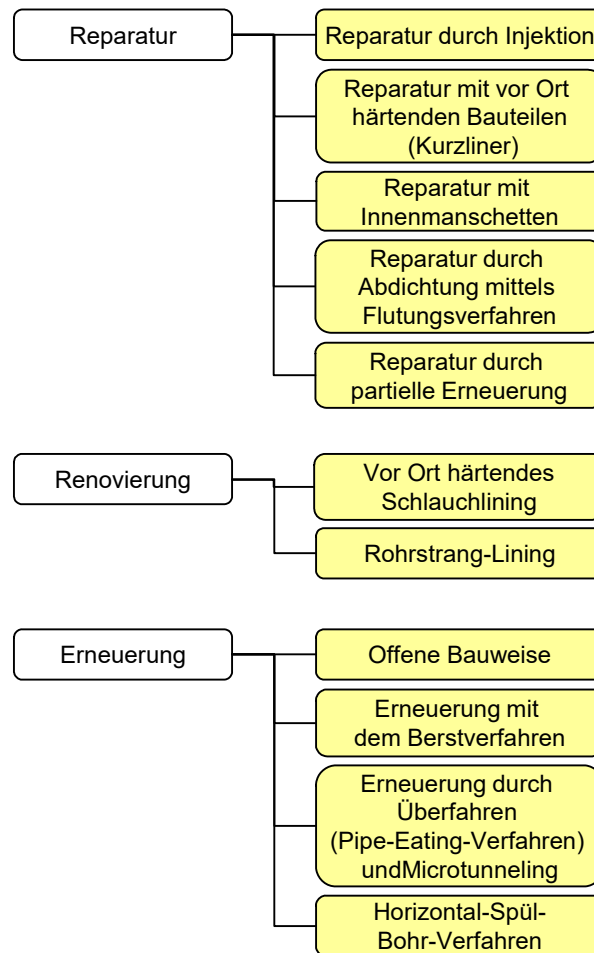 Reparatur
Reparatur durch Injektion
Reparatur mit vor Ort
härtenden Bauteilen
(Kurzliner)
Reparatur mit
Innenmanschetten
Reparatur durch
Abdichtung mittels
Flutungsverfahren
Reparatur durch
partielle Erneuerung
Renovierung
Vor Ort härtendes
Schlauchlining
Rohrstrang-Lining
Erneuerung
Offene Bauweise
Erneuerung mit
dem Berstverfahren
Erneuerung durch
Überfahren
(Pipe-Eating-Verfahren)
undMicrotunneling
Horizontal-Spül-
Bohr-Verfahren